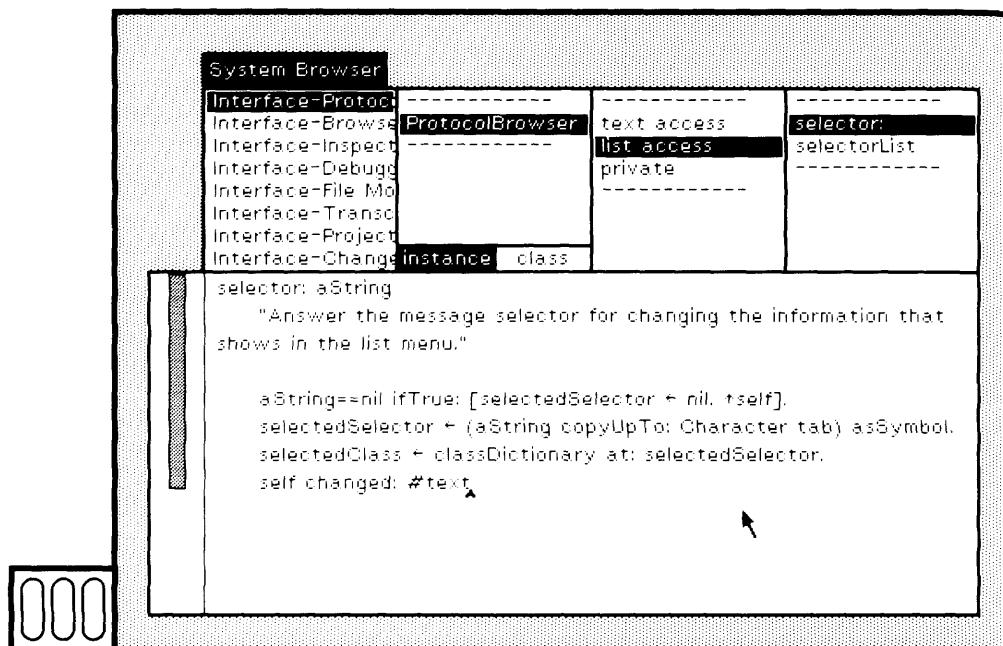 System Browser
Interface-Protoc
Interface-Browse
Interface-Inspect
Interface-Debugg
Interface-File Mo
Interface-Transc
Interface-Project
Interface-Change
------------
ProtocolBrowser
------------
instance class
------------
text access
list access
private
------------
------------
selector:
selectorList
------------
selector: aString
"Answer the message selector for changing the information that
shows in the list menu."
aString==nil ifTrue: [selectedSelector ← nil. ↑self].
selectedSelector ← (aString copyUpTo: Character tab) asSymbol.
selectedClass ← classDictionary at: selectedSelector.
self changed: #text